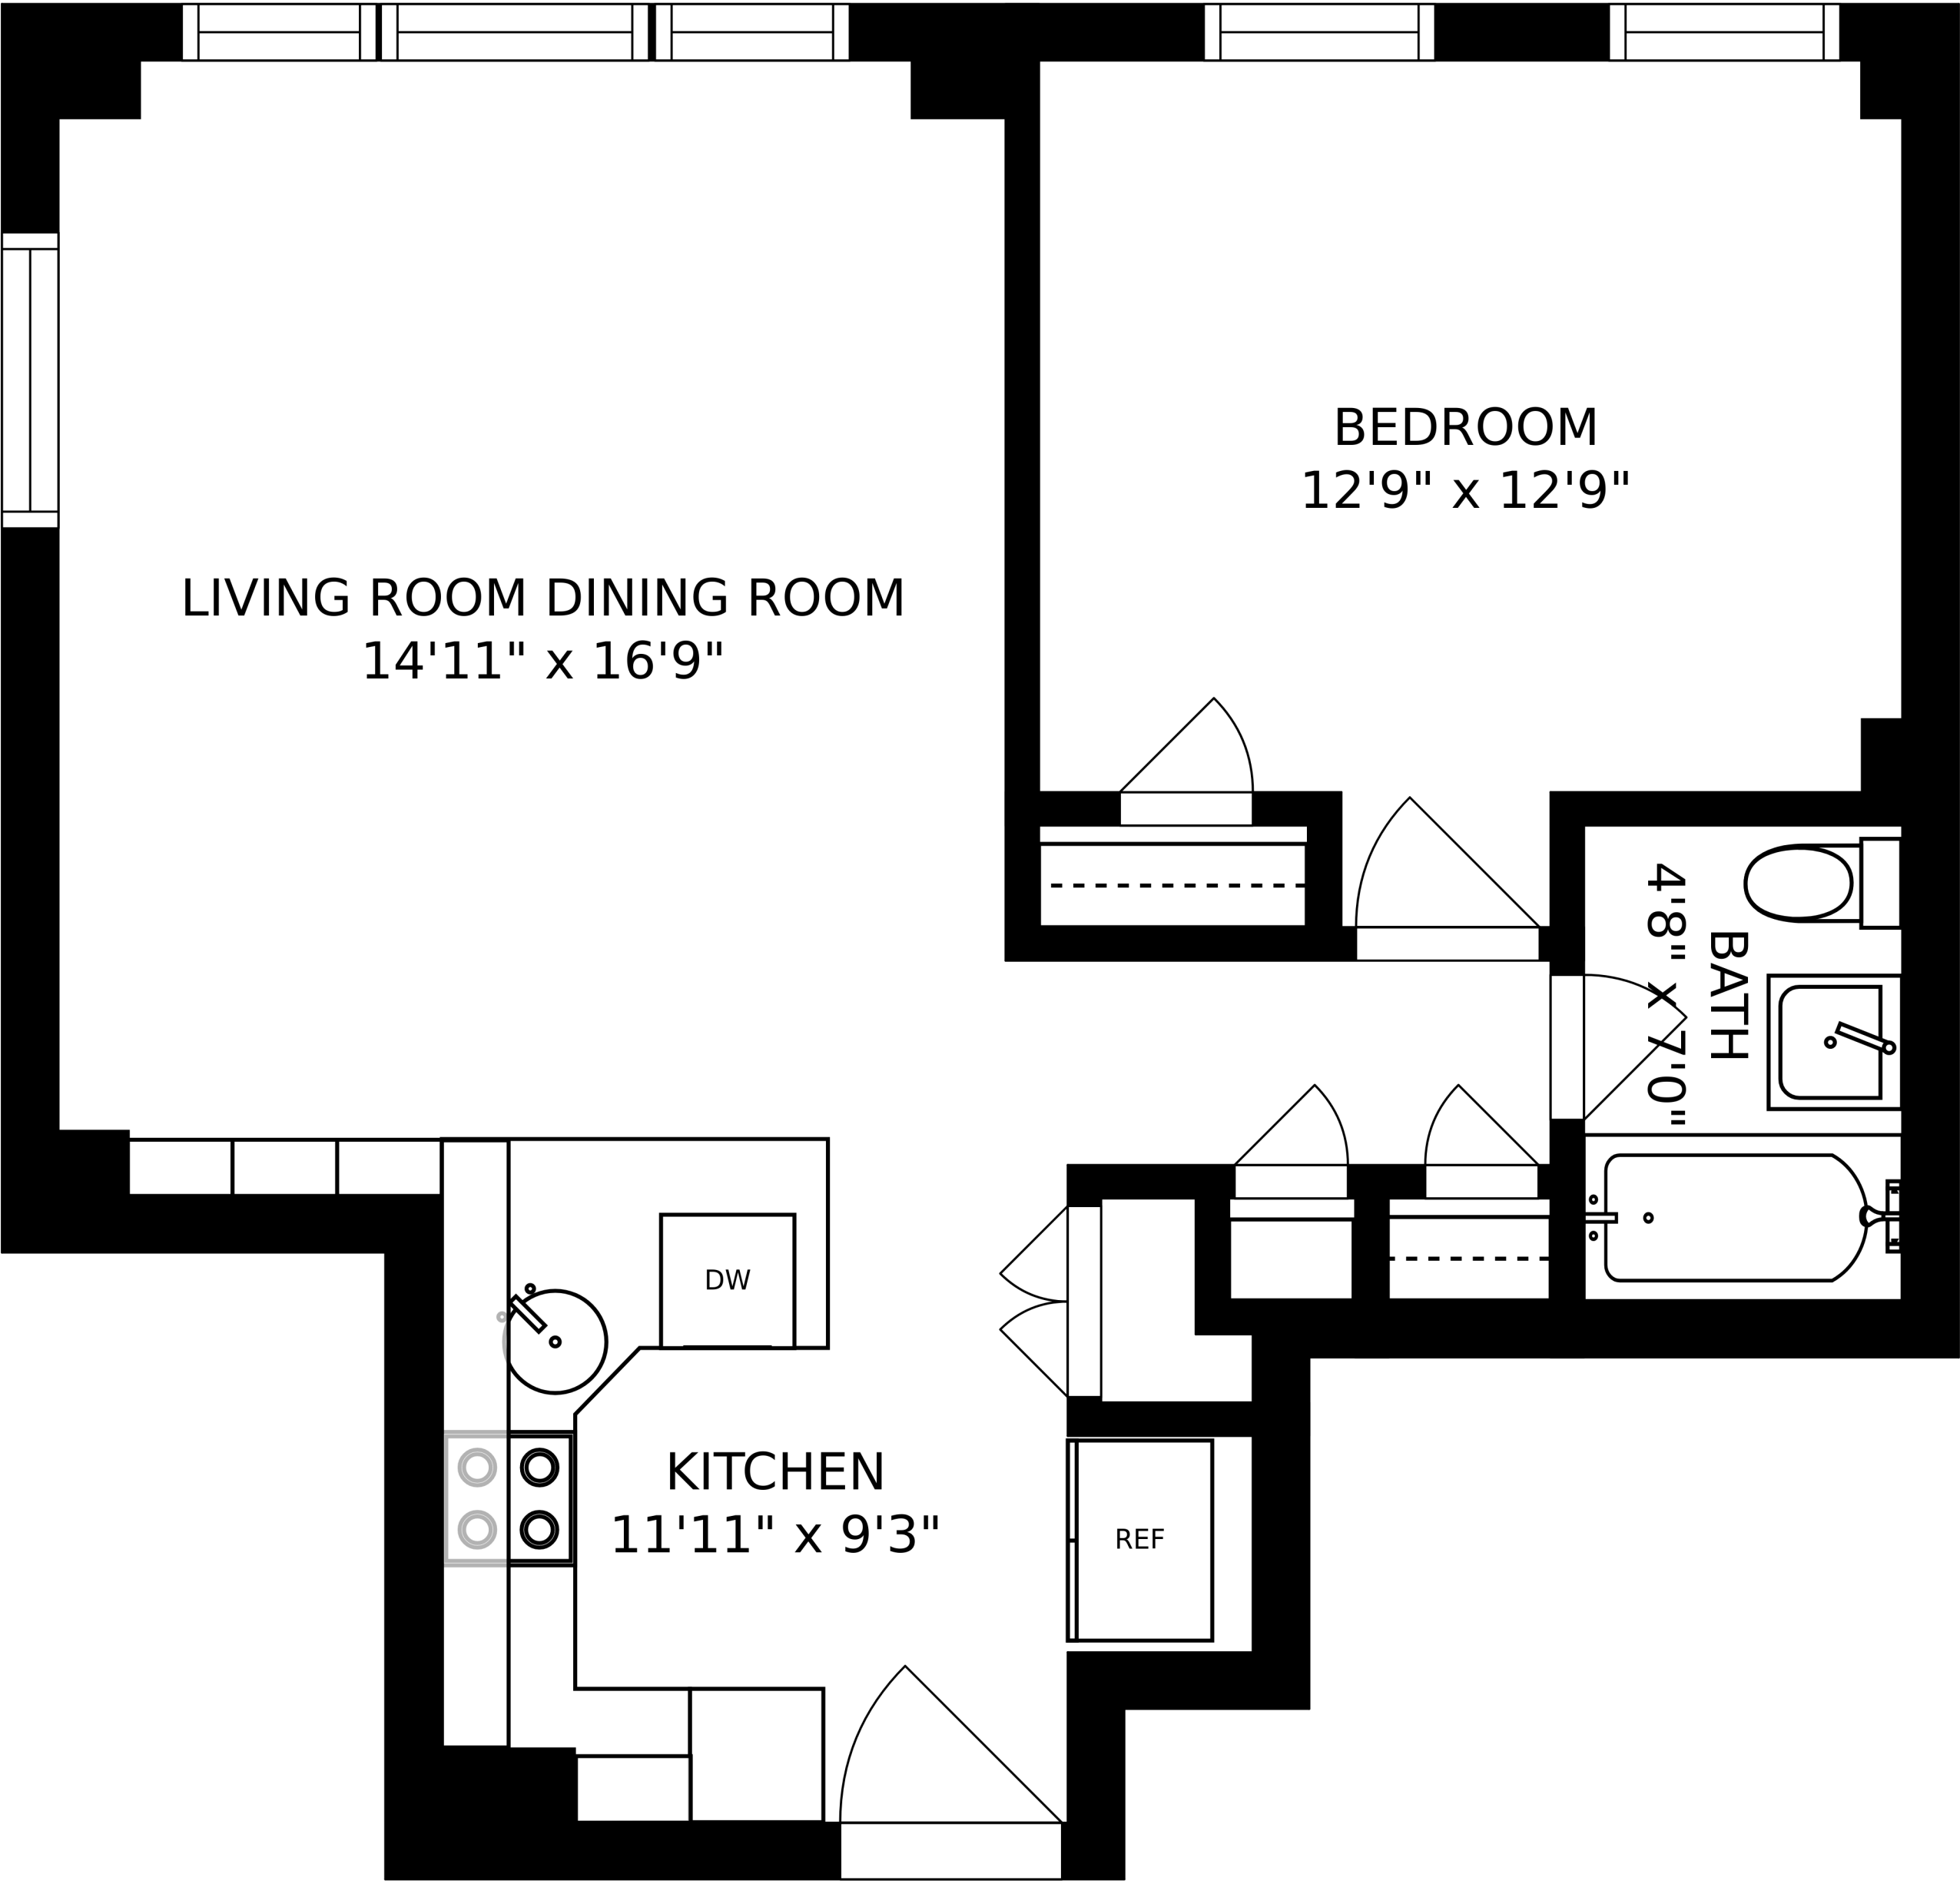 BEDROOM
12'9" x 12'9"
LIVING ROOM DINING ROOM
14'11" x 16'9"
BATH
4'8" x 7'0"
DW
KITCHEN
11'11" x 9'3"
REF